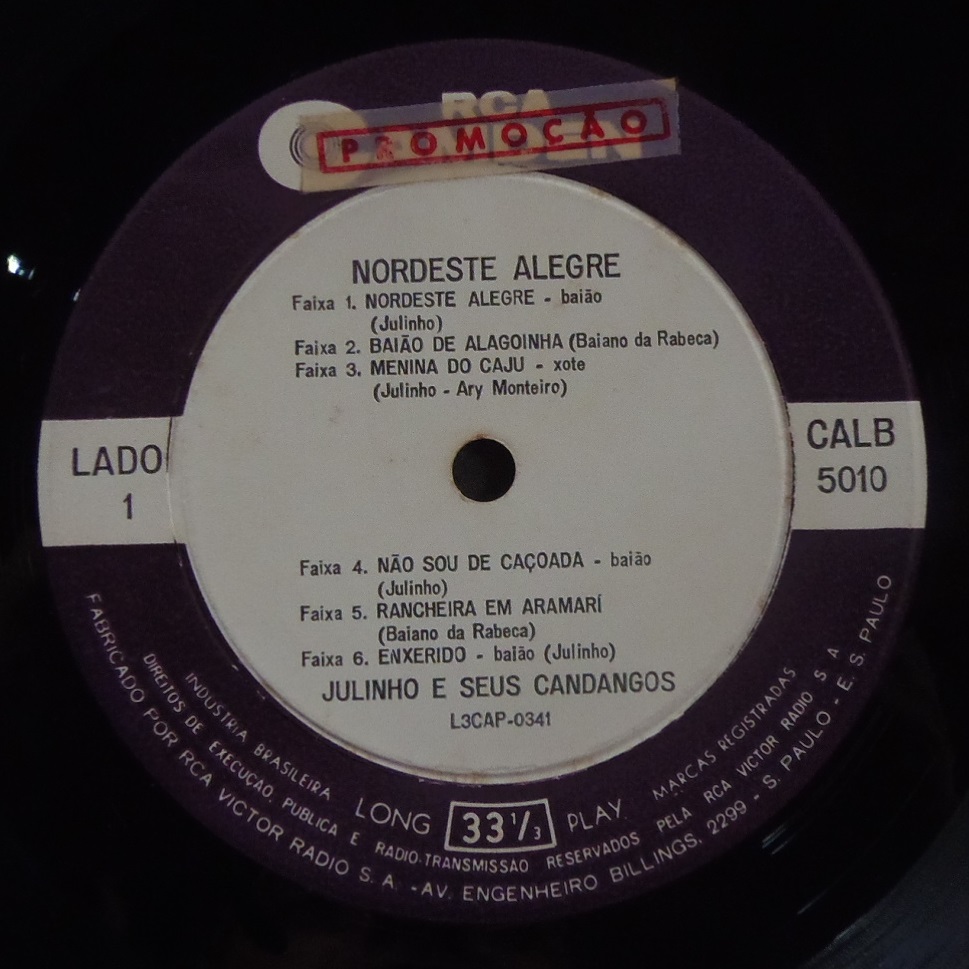 RCA
PROMOÇÃO
NORDESTE ALEGRE
Faixa 1. NORDESTE ALEGRE - baião
(Julinho)
Faixa 2. BAIÃO DE ALAGOINHA (Baiano da Rabeca)
Faixa 3. MENINA DO CAJU - xote
(Julinho - Ary Monteiro)
LADO
1
CALB
5010
Faixa 4. NÃO SOU DE CAÇOADA - baião
(Julinho)
Faixa 5. RANCHEIRA EM ARAMARÍ
(Baiano da Rabeca)
Faixa 6. ENXERIDO - baião (Julinho)
JULINHO E SEUS CANDANGOS
L3CAP-0341
LONG 33 1/3 PLAY
INDUSTRIA BRASILEIRA
MARCAS REGISTRADAS
DIREITOS DE EXECUÇÃO, PUBLICA E RADIO-TRANSMISSAO RESERVADOS PELA RCA VICTOR RADIO S A
FABRICADO POR RCA VICTOR RADIO S. A. - AV. ENGENHEIRO BILLINGS, 2299 - S. PAULO - E. S. PAULO